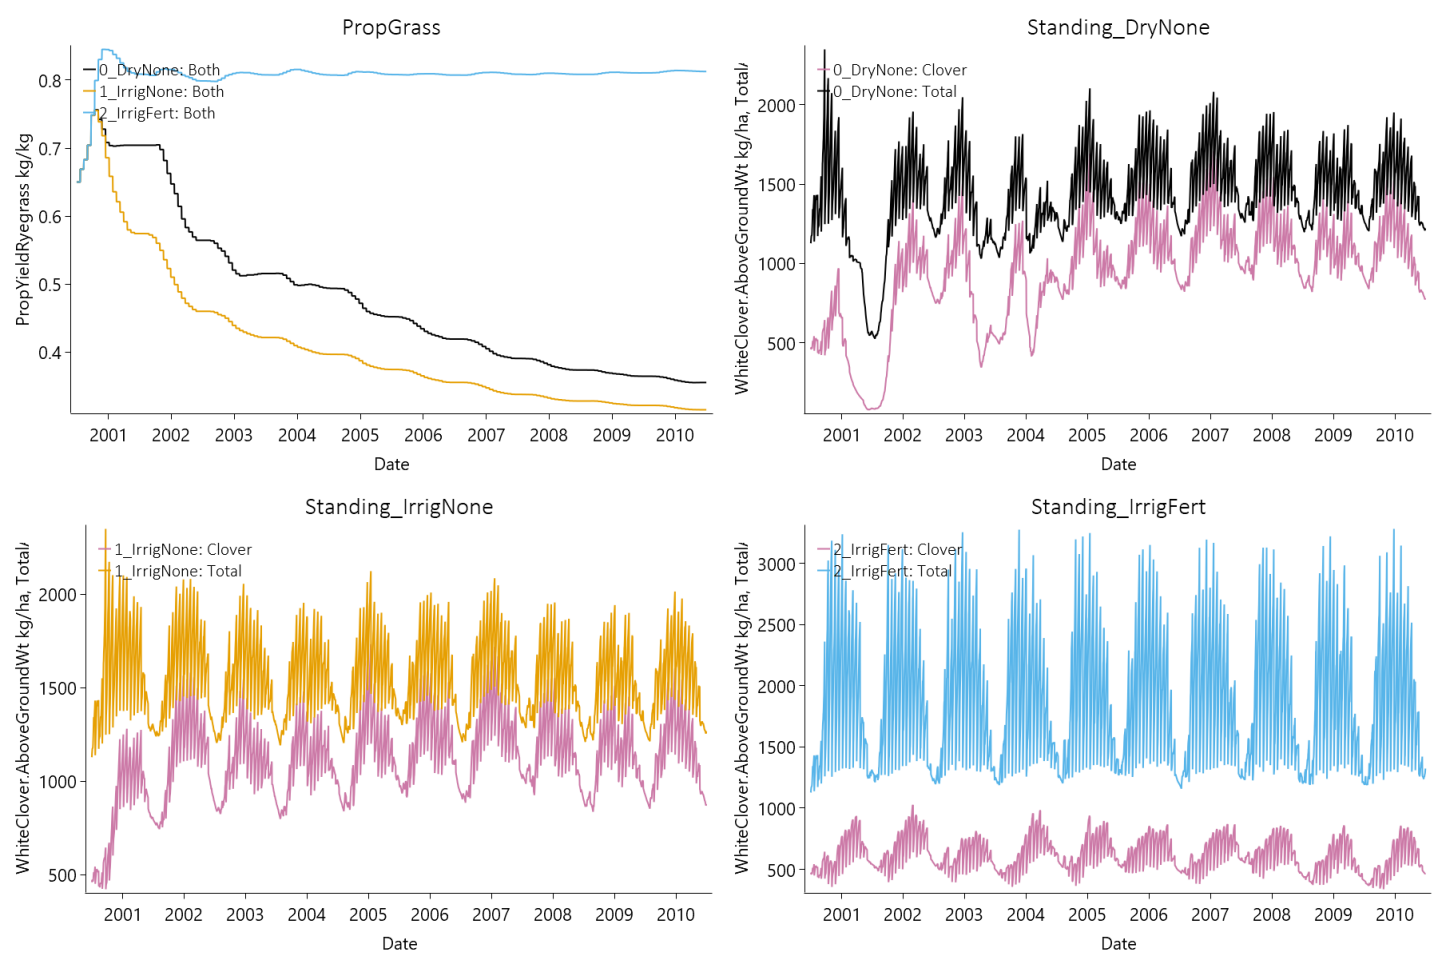 PropGrass
0_DryNone: Both
1_IrrigNone: Both
2_IrrigFert: Both
PropYieldRyegrass kg/kg
0.8
0.7
0.6
0.5
0.4
2001 2002 2003 2004 2005 2006 2007 2008 2009 2010
Date
Standing_DryNone
0_DryNone: Clover
0_DryNone: Total
WhiteClover.AboveGroundWt kg/ha, Total
2000
1500
1000
500
2001 2002 2003 2004 2005 2006 2007 2008 2009 2010
Date
Standing_IrrigNone
1_IrrigNone: Clover
1_IrrigNone: Total
WhiteClover.AboveGroundWt kg/ha, Total
2000
1500
1000
500
2001 2002 2003 2004 2005 2006 2007 2008 2009 2010
Date
Standing_IrrigFert
2_IrrigFert: Clover
2_IrrigFert: Total
WhiteClover.AboveGroundWt kg/ha, Total
3000
2500
2000
1500
1000
500
2001 2002 2003 2004 2005 2006 2007 2008 2009 2010
Date